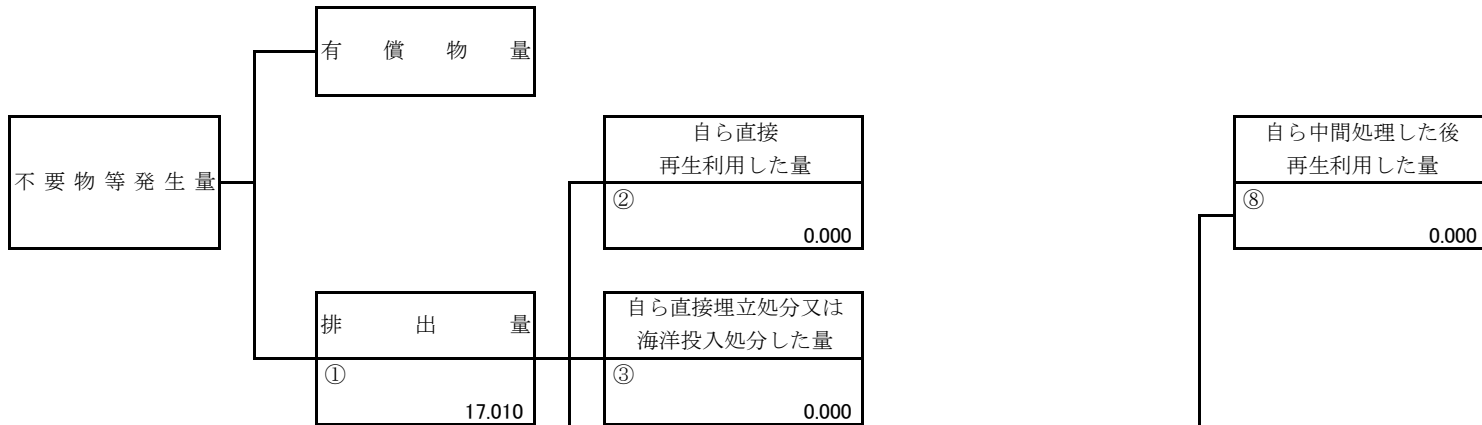 有償物量
不要物等発生量
自ら直接
再生利用した量
②
0.000
自ら中間処理した後
再生利用した量
⑧
0.000
排出量
①
17.010
自ら直接埋立処分又は
海洋投入処分した量
③
0.000